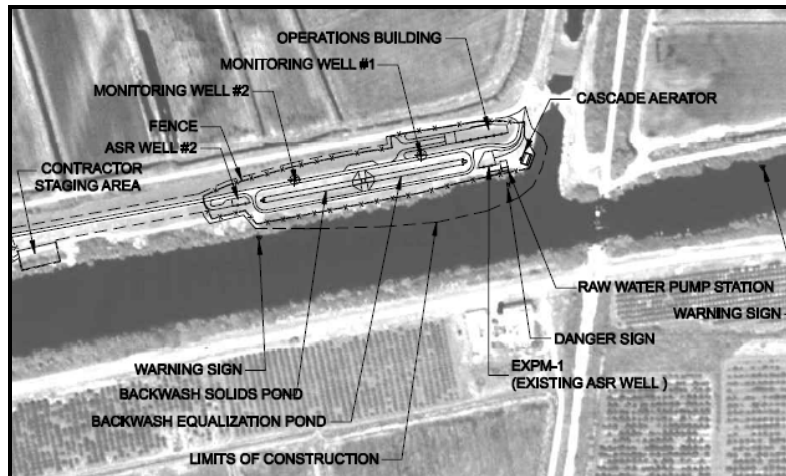 OPERATIONS BUILDING
MONITORING WELL #1
MONITORING WELL #2
CASCADE AERATOR
FENCE
ASR WELL #2
CONTRACTOR
STAGING AREA
RAW WATER PUMP STATION
WARNING SIGN
DANGER SIGN
WARNING SIGN
EXPM-1
(EXISTING ASR WELL )
BACKWASH SOLIDS POND
BACKWASH EQUALIZATION POND
LIMITS OF CONSTRUCTION